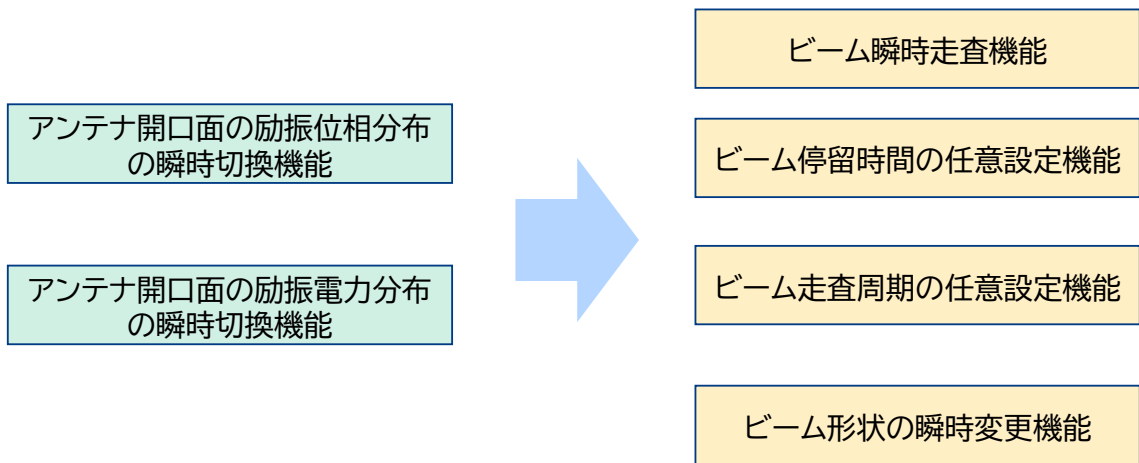 アンテナ開口面の励振位相分布
の瞬時切換機能
アンテナ開口面の励振電力分布
の瞬時切換機能
ビーム瞬時走査機能
ビーム停留時間の任意設定機能
ビーム走査周期の任意設定機能
ビーム形状の瞬時変更機能